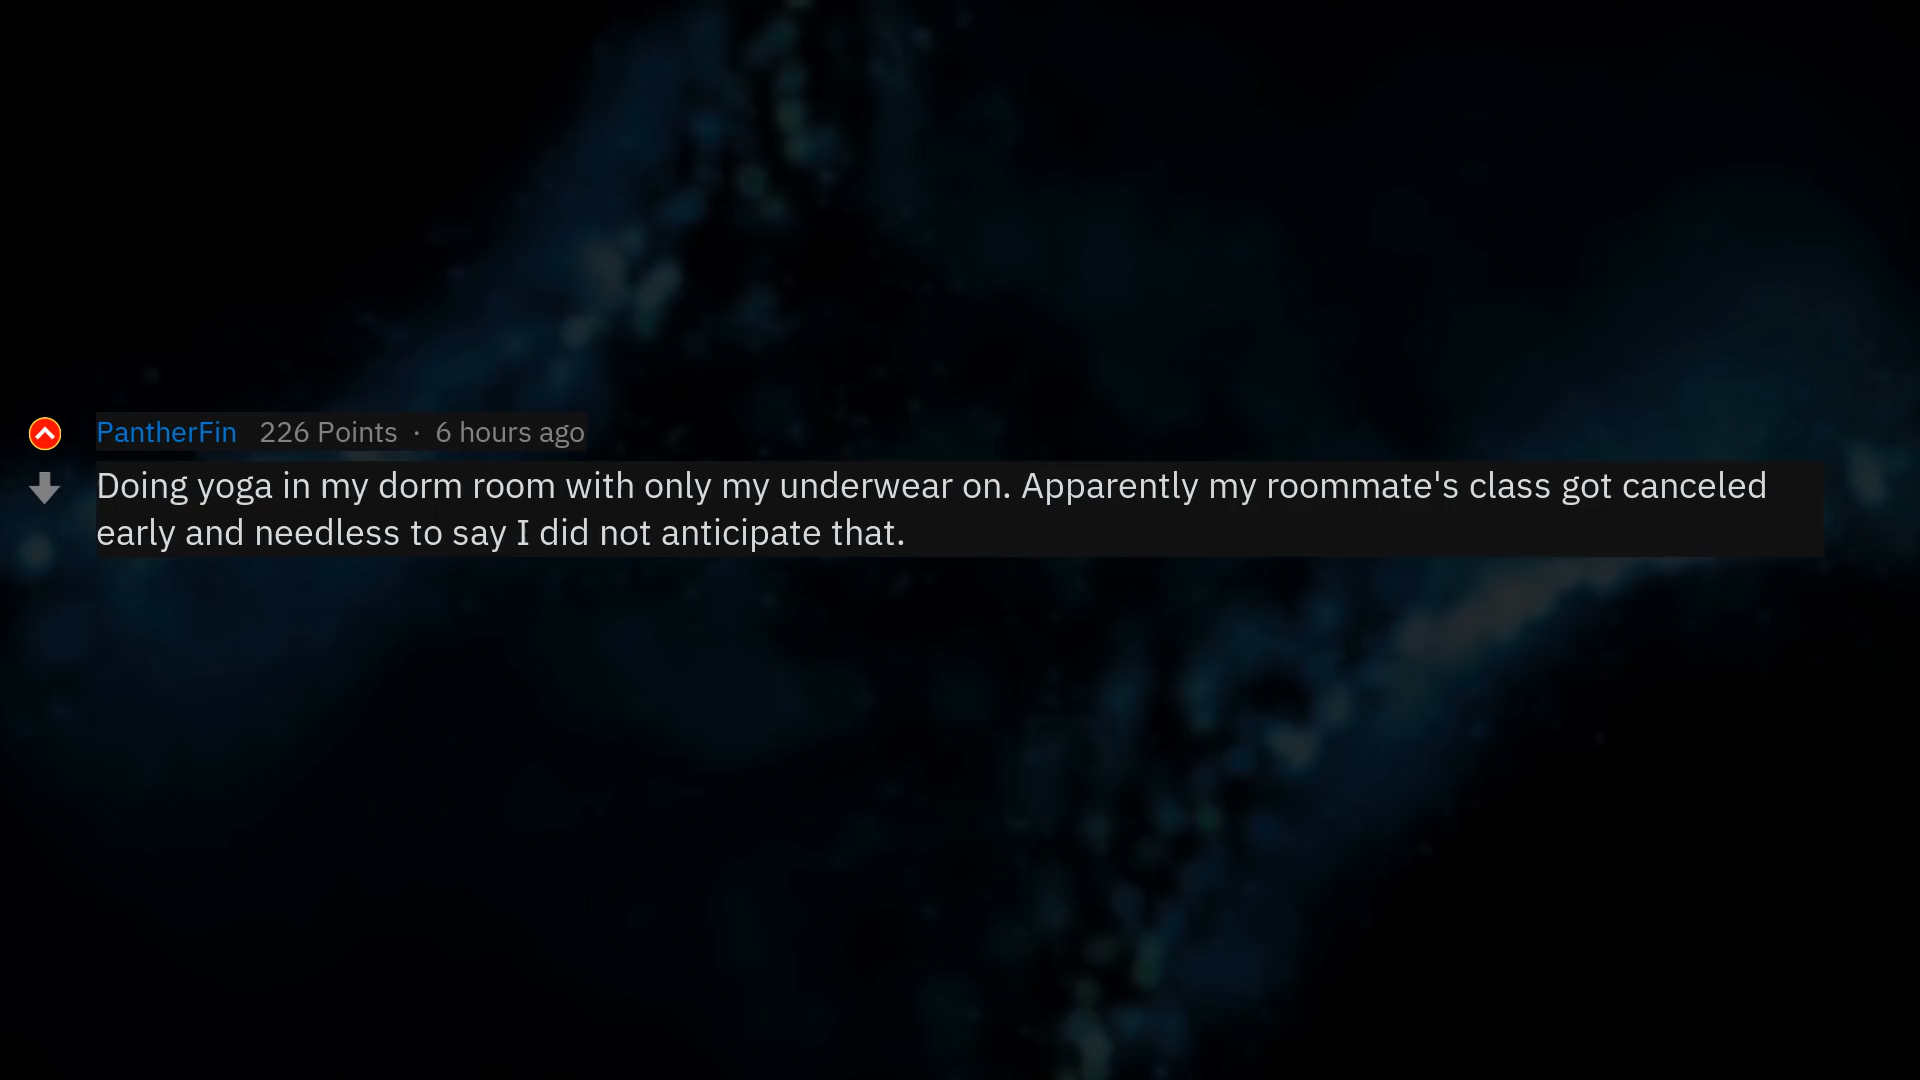 PantherFin 226 Points · 6 hours ago
Doing yoga in my dorm room with only my underwear on. Apparently my roommate's class got canceled
early and needless to say I did not anticipate that.